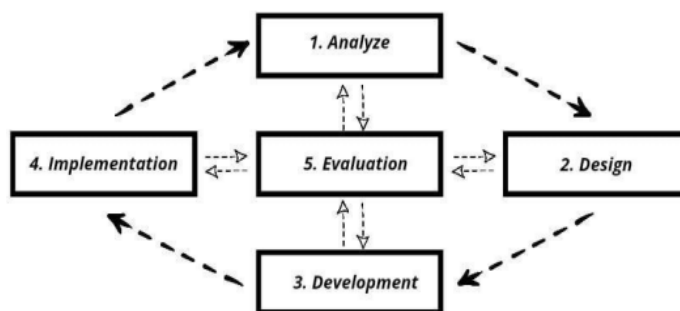 1. Analyze
4. Implementation
5. Evaluation
2. Design
3. Development